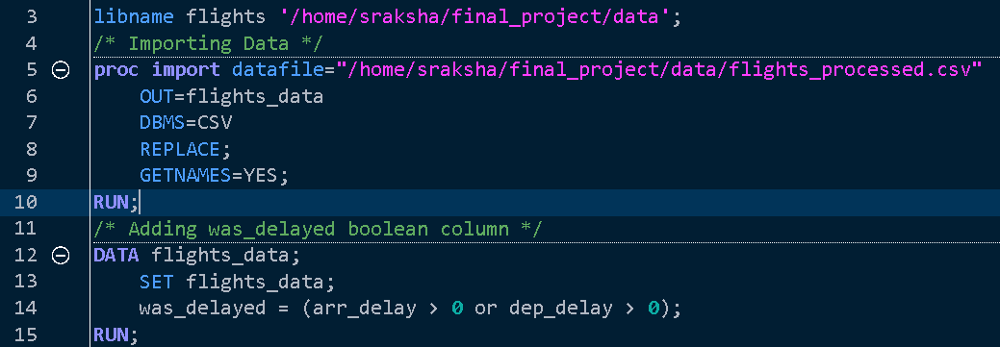 3 libname flights '/home/sraksha/final_project/data';
4 /* Importing Data */
5 proc import datafile="/home/sraksha/final_project/data/flights_processed.csv"
6 OUT=flights_data
7 DBMS=CSV
8 REPLACE;
9 GETNAMES=YES;
10 RUN;
11 /* Adding was_delayed boolean column */
12 DATA flights_data;
13 SET flights_data;
14 was_delayed = (arr_delay > 0 or dep_delay > 0);
15 RUN;